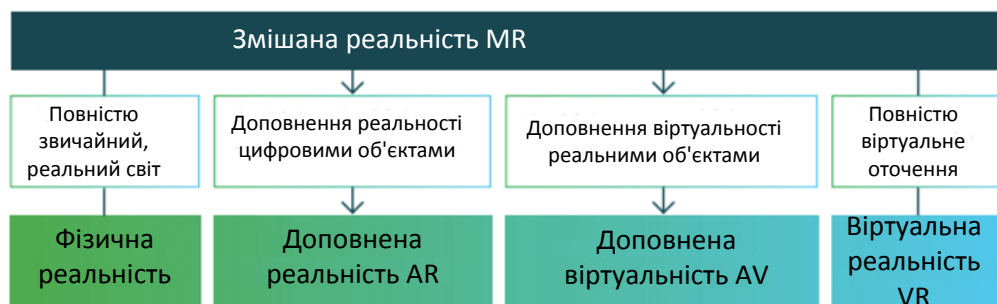 Змішана реальність MR
Повністю
звичайний,
реальний світ
Доповнення реальності
цифровими об'єктами
Доповнення віртуальності
реальними об'єктами
Повністю
віртуальне
оточення
Фізична
реальність
Доповнена
реальність AR
Доповнена
віртуальність AV
Віртуальна
реальність
VR